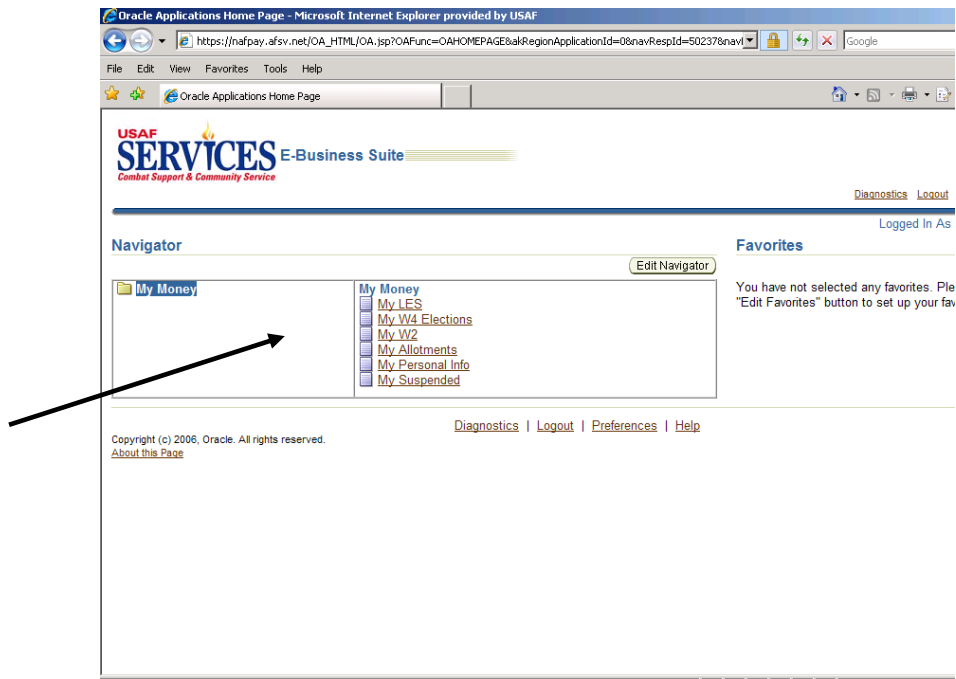 Oracle Applications Home Page - Microsoft Internet Explorer provided by USAF
https://nafpay.afsv.net/OA_HTML/OA.jsp?OAFunc=OAHOMEPAGE&akRegionApplicationId=0&navRespId=50237&navl
Google
File Edit View Favorites Tools Help
Oracle Applications Home Page
USAF
SERVICES E-Business Suite
Combat Support & Community Service
Diagnostics Logout
Logged In As
Navigator
Favorites
Edit Navigator
My Money
My Money
My LES
My W4 Elections
My W2
My Allotments
My Personal Info
My Suspended
You have not selected any favorites. Ple
"Edit Favorites" button to set up your fav
Diagnostics | Logout | Preferences | Help
Copyright (c) 2006, Oracle. All rights reserved.
About this Page